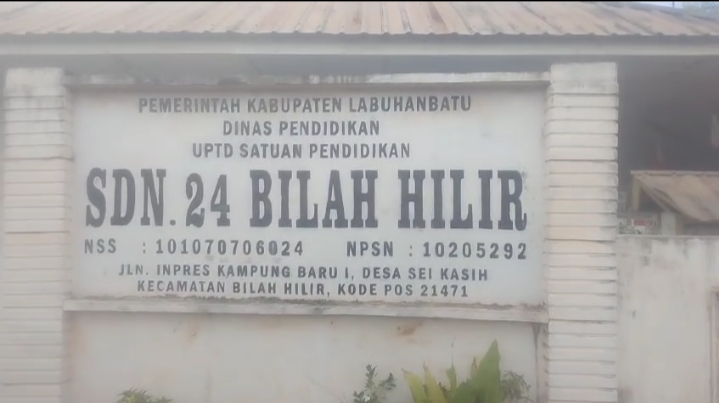 PEMERINTAH KABUPATEN LABUHANBATU
DINAS PENDIDIKAN
UPTD SATUAN PENDIDIKAN
SDN. 24 BILAH HILIR
NSS : 101070706024 NPSN : 10205292
JLN. INPRES KAMPUNG BARU I, DESA SEI KASIH
KECAMATAN BILAH HILIR, KODE POS 21471